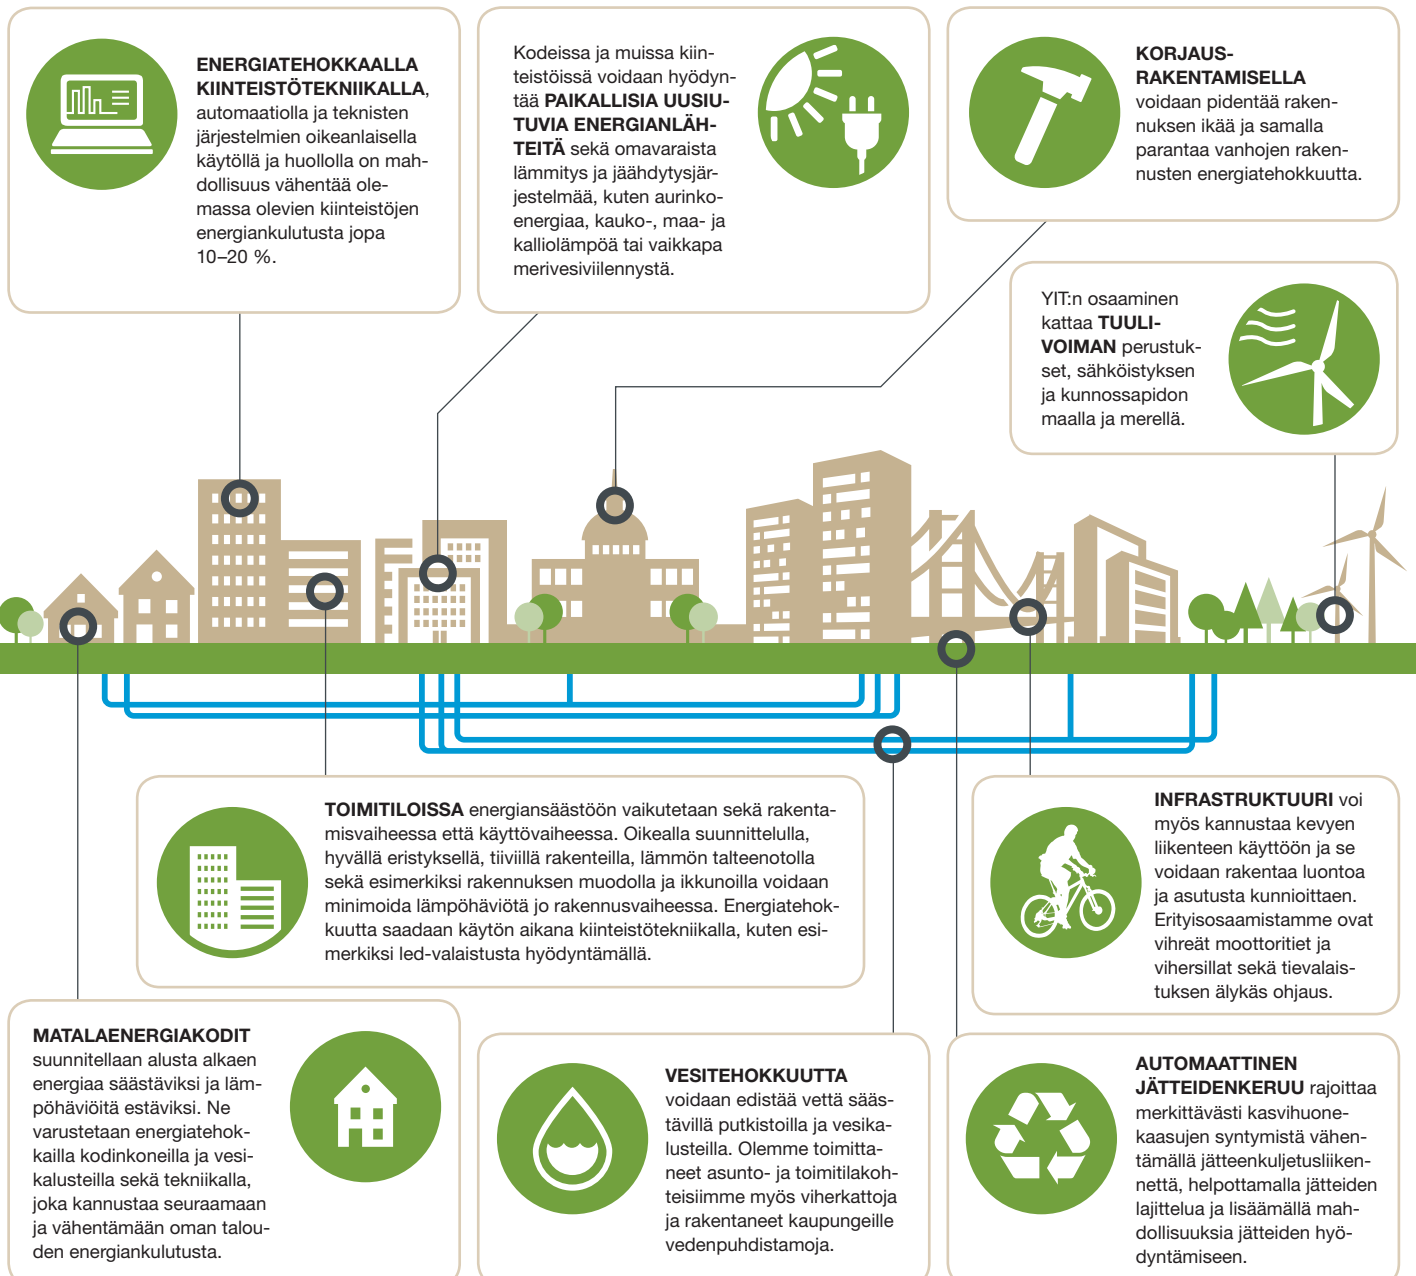 ENERGIATEHOKKAALLA
KIINTEISTÖTEKNIIKALLA,
automaatiolla ja teknisten
järjestelmien oikeanlaisella
käytöllä ja huollolla on mah-
dollisuus vähentää ole-
massa olevien kiinteistöjen
energiankulutusta jopa
10–20 %.
Kodeissa ja muissa kiin-
teistöissä voidaan hyödyn-
tää PAIKALLISIA UUSIU-
TUVIA ENERGIANLÄH-
TEITÄ sekä omavaraista
lämmitys ja jäähdytysjär-
jestelmää, kuten aurinko-
energiaa, kauko-, maa- ja
kalliolämpöä tai vaikkapa
merivesiviilennystä.
KORJAUS-
RAKENTAMISELLA
voidaan pidentää raken-
nuksen ikää ja samalla
parantaa vanhojen raken-
nusten energiatehokkuutta.
YIT:n osaaminen
kattaa TUULI-
VOIMAN perustuk-
set, sähköistyksen
ja kunnossapidon
maalla ja merellä.
TOIMITILOISSA energiansäästöön vaikutetaan sekä rakenta-
misvaiheessa että käyttövaiheessa. Oikealla suunnittelulla,
hyvällä eristyksellä, tiiviillä rakenteilla, lämmön talteenotolla
sekä esimerkiksi rakennuksen muodolla ja ikkunoilla voidaan
minimoida lämpöhäviötä jo rakennusvaiheessa. Energiatehok-
kuutta saadaan käytön aikana kiinteistötekniikalla, kuten esi-
merkiksi led-valaistusta hyödyntämällä.
INFRASTRUKTUURI voi
myös kannustaa kevyen
liikenteen käyttöön ja se
voidaan rakentaa luontoa
ja asutusta kunnioittaen.
Erityisosaamistamme ovat
vihreät moottoritiet ja
vihersillat sekä tievalais-
tuksen älykäs ohjaus.
MATALAENERGIAKODIT
suunnitellaan alusta alkaen
energiaa säästäviksi ja läm-
pöhäviöitä estäviksi. Ne
varustetaan energiatehok-
kailla kodinkoneilla ja vesi-
kalusteilla sekä tekniikalla,
joka kannustaa seuraamaan
ja vähentämään oman talou-
den energiankulutusta.
VESITEHOKKUUTTA
voidaan edistää vettä sääs-
tävillä putkistoilla ja vesika-
lusteilla. Olemme toimitta-
neet asunto- ja toimitilakoh-
teisiimme myös viherkattoja
ja rakentaneet kaupungeille
vedenpuhdistamoja.
AUTOMAATTINEN
JÄTTEIDENKERUU rajoittaa
merkittävästi kasvihuone-
kaasujen syntymistä vähen-
tämällä jätteenkuljetusliiken-
nettä, helpottamalla jätteiden
lajittelua ja lisäämällä mah-
dollisuuksia jätteiden hyö-
dyntämiseen.